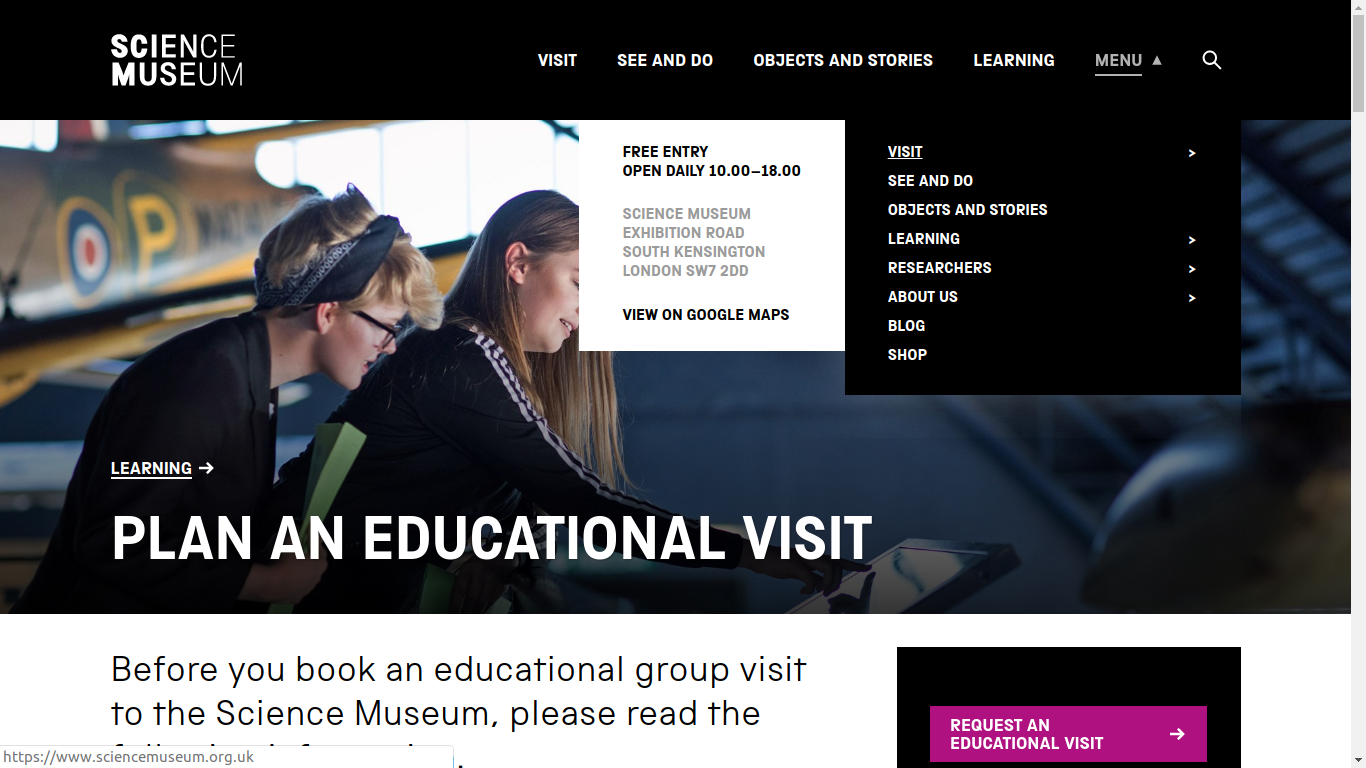 SCIENCE
MUSEUM
VISIT
SEE AND DO
OBJECTS AND STORIES
LEARNING
MENU ▲
FREE ENTRY
OPEN DAILY 10.00–18.00
SCIENCE MUSEUM
EXHIBITION ROAD
SOUTH KENSINGTON
LONDON SW7 2DD
VIEW ON GOOGLE MAPS
VISIT >
SEE AND DO
OBJECTS AND STORIES
LEARNING >
RESEARCHERS >
ABOUT US >
BLOG
SHOP
P
LEARNING →
PLAN AN EDUCATIONAL VISIT
Before you book an educational group visit
to the Science Museum, please read the
REQUEST AN
EDUCATIONAL VISIT →
https://www.sciencemuseum.org.uk